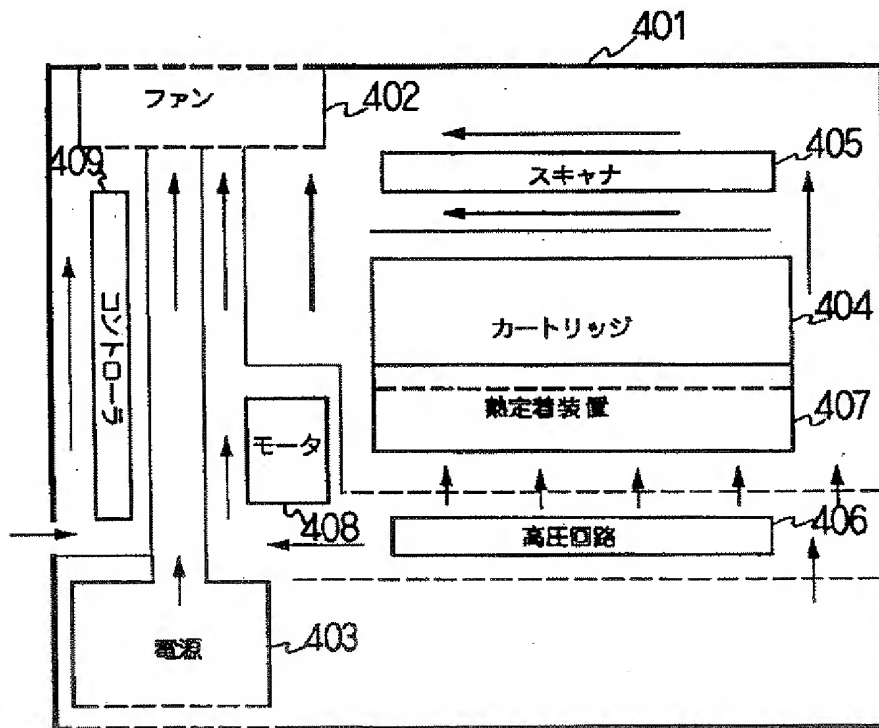 401
ファン
402
409
スキャナ
405
コントローラ
カートリッジ
404
熱定着装置
407
モータ
408
高圧回路
406
電源
403